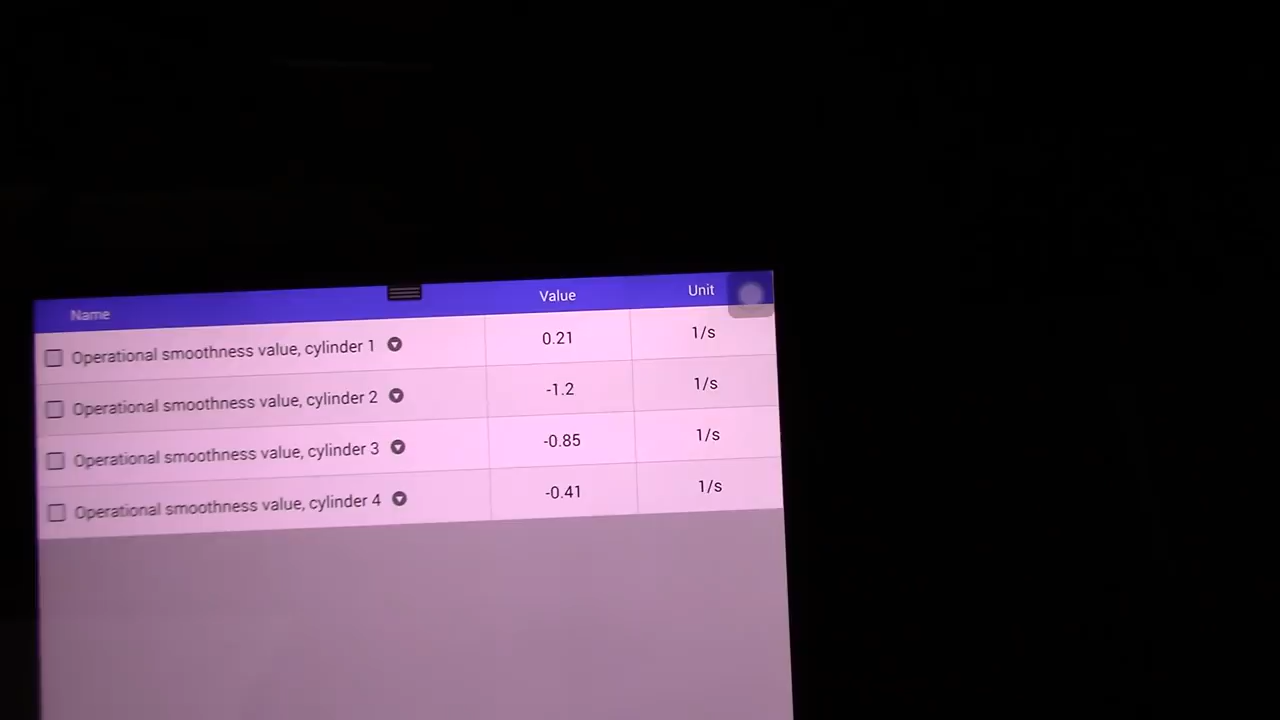 Name Value Unit
Operational smoothness value, cylinder 1 0.21 1/s
Operational smoothness value, cylinder 2 -1.2 1/s
Operational smoothness value, cylinder 3 -0.85 1/s
Operational smoothness value, cylinder 4 -0.41 1/s